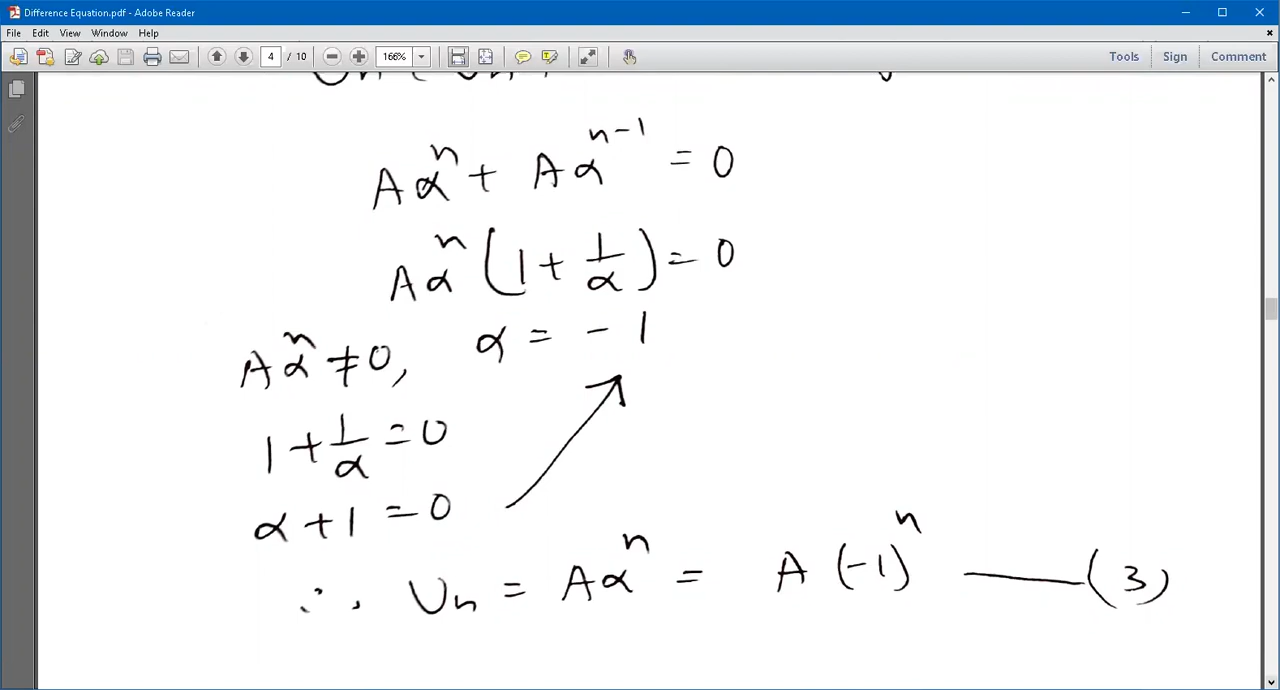 Difference Equation.pdf - Adobe Reader
File Edit View Window Help
4 / 10 166% Tools Sign Comment
Aα^n + Aα^(n-1) = 0
Aα^n (1 + 1/α) = 0
Aα^n ≠ 0, α = -1
1 + 1/α = 0
α + 1 = 0
∴ Un = Aα^n = A (-1)^n ——— (3)